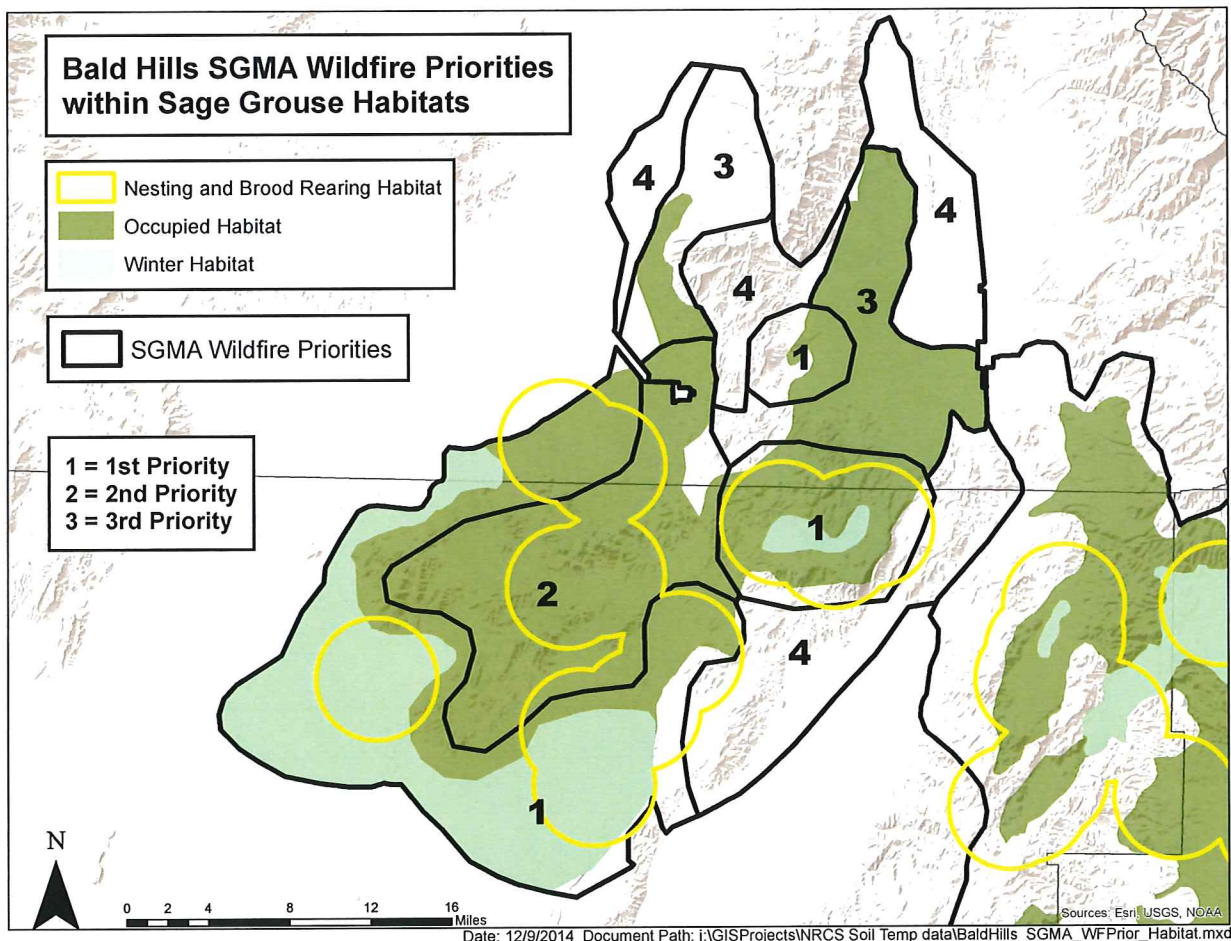 Bald Hills SGMA Wildfire Priorities
within Sage Grouse Habitats
Nesting and Brood Rearing Habitat
Occupied Habitat
Winter Habitat
SGMA Wildfire Priorities
1 = 1st Priority
2 = 2nd Priority
3 = 3rd Priority
4
3
4
4
3
1
1
2
4
1
N
0 2 4 8 12 16
Miles
Sources: Esri, USGS, NOAA
Date: 12/9/2014 Document Path: i:\GISProjects\NRCS Soil Temp data\BaldHills_SGMA_WFPrior_Habitat.mxd